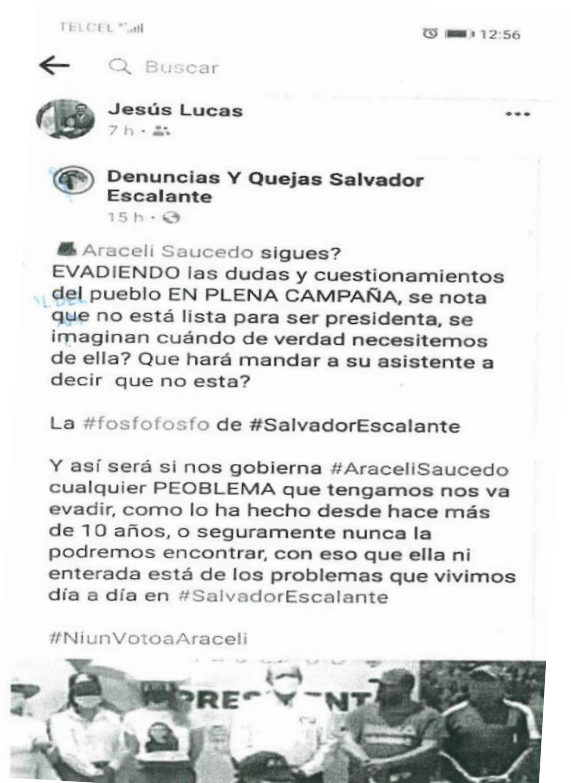 TELCEL
12:56
Buscar
Jesús Lucas
7 h
Denuncias Y Quejas Salvador
Escalante
15 h
Araceli Saucedo sigues?
EVADIENDO las dudas y cuestionamientos
del pueblo EN PLENA CAMPAÑA, se nota
que no está lista para ser presidenta, se
imaginan cuándo de verdad necesitemos
de ella? Que hará mandar a su asistente a
decir que no esta?
La #fosfofosfo de #SalvadorEscalante
Y así será si nos gobierna #AraceliSaucedo
cualquier PEOBLEMA que tengamos nos va
evadir, como lo ha hecho desde hace más
de 10 años, o seguramente nunca la
podremos encontrar, con eso que ella ni
enterada está de los problemas que vivimos
día a día en #SalvadorEscalante
#NiunVotoaAraceli